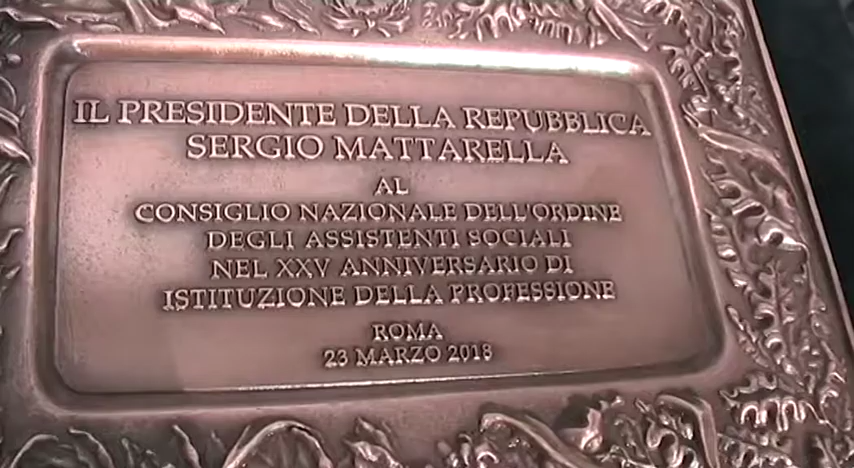 IL PRESIDENTE DELLA REPUBBLICA
SERGIO MATTARELLA
AL
CONSIGLIO NAZIONALE DELL'ORDINE
DEGLI ASSISTENTI SOCIALI
NEL XXV ANNIVERSARIO DI
ISTITUZIONE DELLA PROFESSIONE
ROMA
23 MARZO 2018